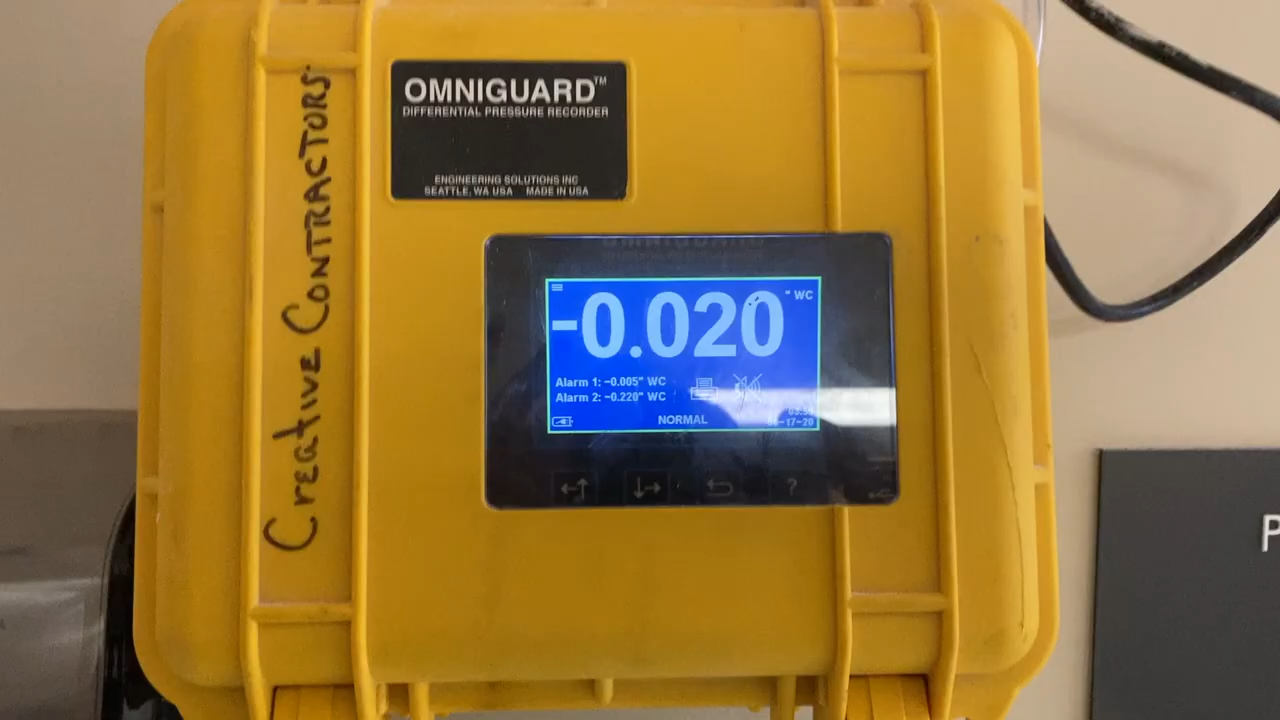 Creative Contractors
OMNIGUARD™
DIFFERENTIAL PRESSURE RECORDER
ENGINEERING SOLUTIONS INC
SEATTLE, WA USA MADE IN USA
-0.020 " WC
Alarm 1: -0.005" WC
Alarm 2: -0.220" WC
NORMAL
?
P